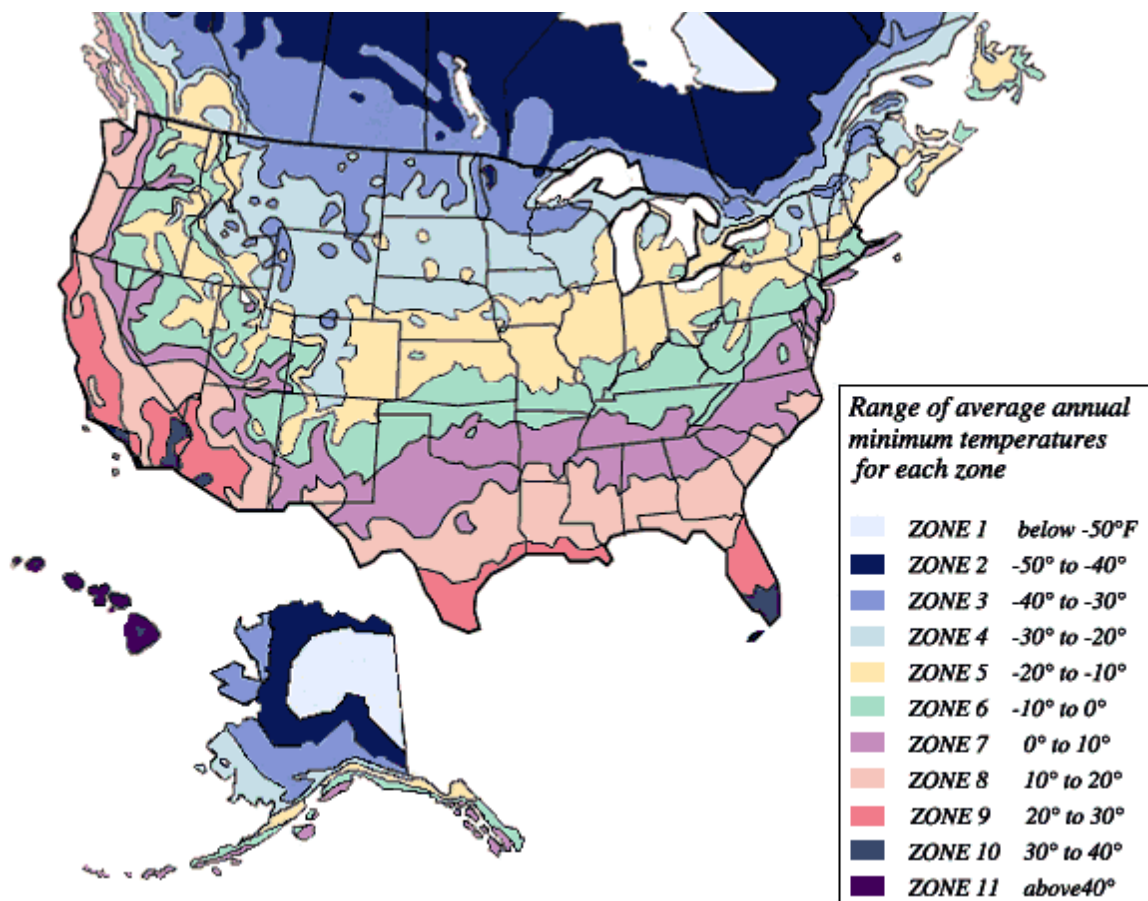 Range of average annual
minimum temperatures
for each zone
ZONE 1 below -50°F
ZONE 2 -50° to -40°
ZONE 3 -40° to -30°
ZONE 4 -30° to -20°
ZONE 5 -20° to -10°
ZONE 6 -10° to 0°
ZONE 7 0° to 10°
ZONE 8 10° to 20°
ZONE 9 20° to 30°
ZONE 10 30° to 40°
ZONE 11 above40°